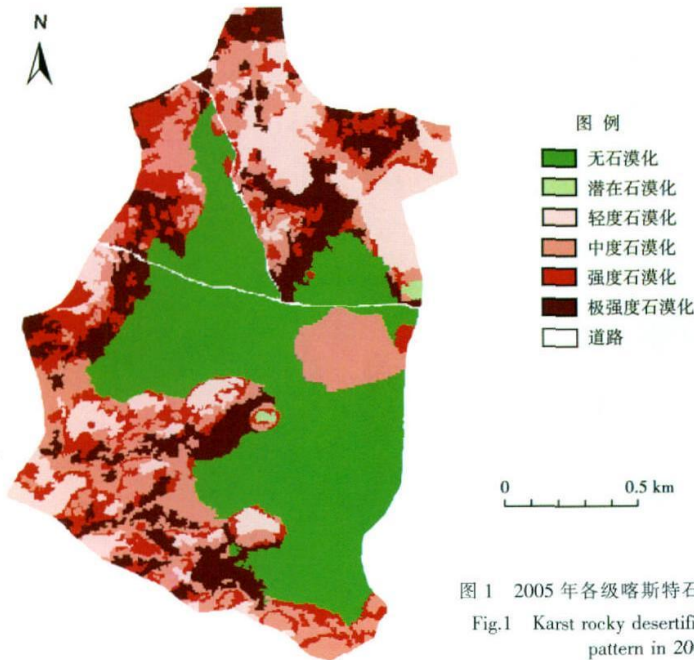 N
图 例
无石漠化
潜在石漠化
轻度石漠化
中度石漠化
强度石漠化
极强度石漠化
道路
0 0.5 km
图 1 2005 年各级喀斯特石
Fig.1 Karst rocky desertifi
pattern in 20